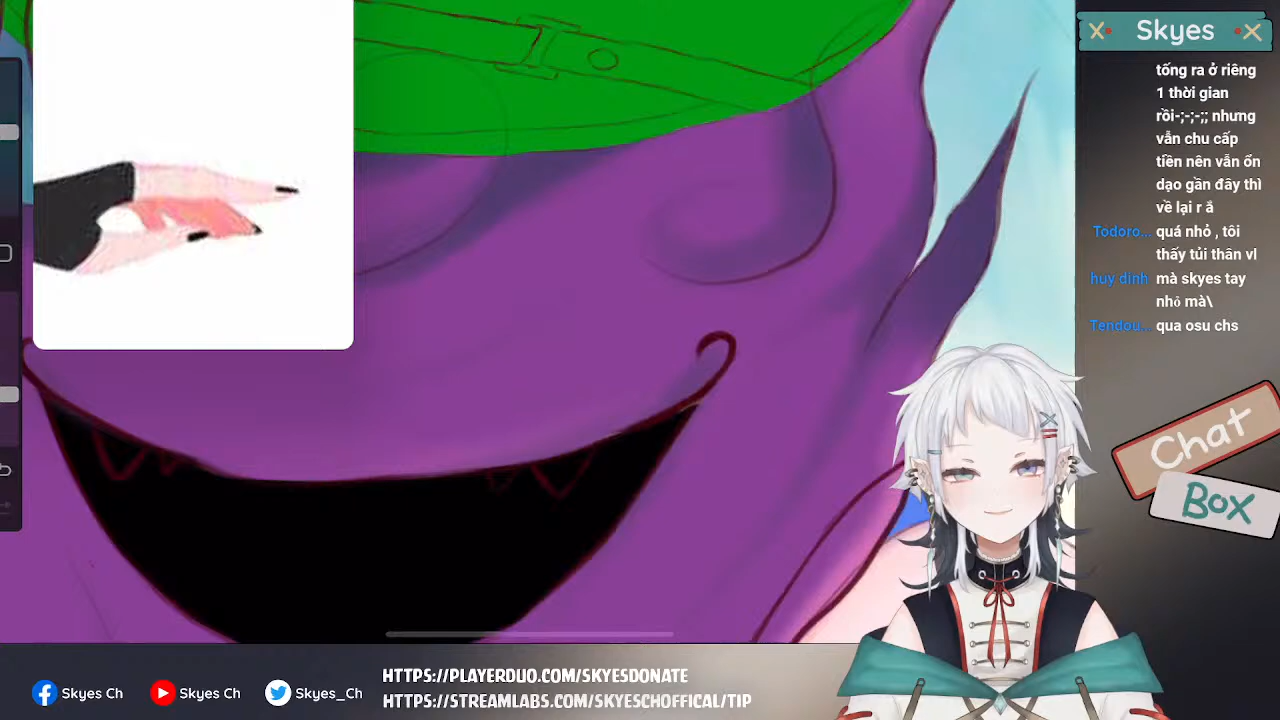 Skyes
tống ra ở riêng
1 thời gian
rồi-;-;-;; nhưng
vẫn chu cấp
tiền nên vẫn ổn
dạo gần đây thì
về lại r ắ
Todoro... quá nhỏ , tôi
thấy tủi thân vl
huy dinh mà skyes tay
nhỏ mà\
Tendou... qua osu chs
Chat
Box
Skyes Ch
Skyes Ch
Skyes_Ch
HTTPS://PLAYERDUO.COM/SKYESDONATE
HTTPS://STREAMLABS.COM/SKYESCHOFFICAL/TIP